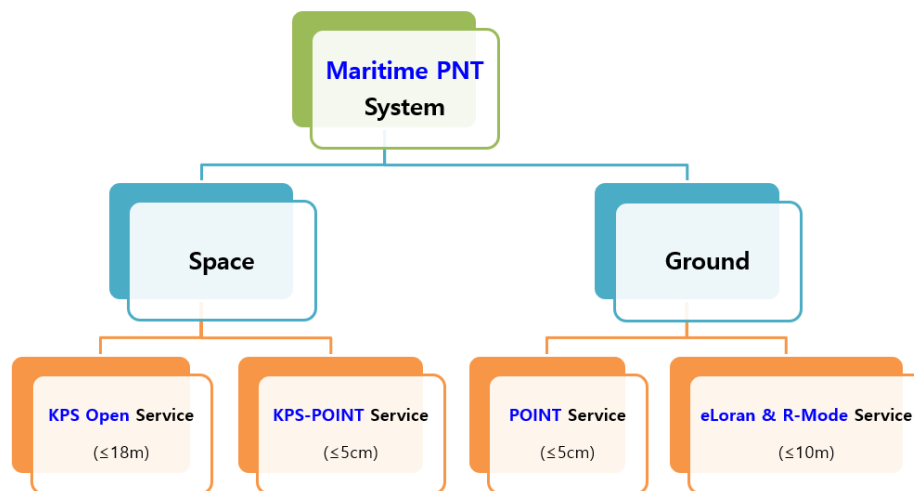 Maritime PNT
System
Space
Ground
KPS Open Service
(≤18m)
KPS-POINT Service
(≤5cm)
POINT Service
(≤5cm)
eLoran & R-Mode Service
(≤10m)